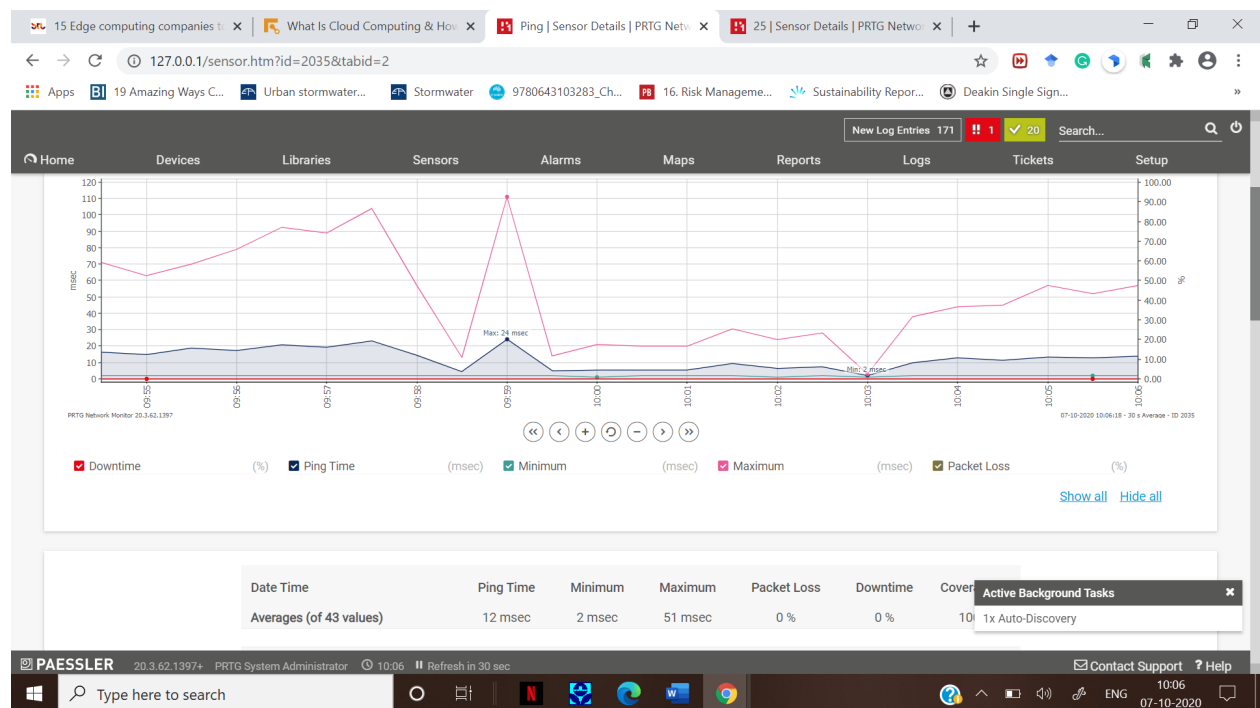 15 Edge computing companies to
What Is Cloud Computing & How
Ping | Sensor Details | PRTG Netw
25 | Sensor Details | PRTG Netwo
127.0.0.1/sensor.htm?id=2035&tabid=2
Apps
19 Amazing Ways C...
Urban stormwater...
Stormwater
9780643103283_Ch...
16. Risk Manageme...
Sustainability Repor...
Deakin Single Sign...
»
New Log Entries 171
!! 1
20
Search...
Home Devices Libraries Sensors Alarms Maps Reports Logs Tickets Setup
120
110
100
90
80
70
60
50
40
30
20
10
0
msec
100.00
90.00
80.00
70.00
60.00
50.00
40.00
30.00
20.00
10.00
0.00
%
Max: 24 msec
Min: 2 msec
09:55 09:56 09:57 09:58 09:59 10:00 10:01 10:02 10:03 10:04 10:05 10:06
PRTG Network Monitor 20.3.62.1397
07-10-2020 10:06:18 - 30 s Average - ID 2035
Downtime (%) Ping Time (msec) Minimum (msec) Maximum (msec) Packet Loss (%)
Show all Hide all
Date Time Ping Time Minimum Maximum Packet Loss Downtime Cover
Averages (of 43 values) 12 msec 2 msec 51 msec 0 % 0 % 10
Active Background Tasks
1x Auto-Discovery
PAESSLER 20.3.62.1397+ PRTG System Administrator 10:06 Refresh in 30 sec
Contact Support ? Help
Type here to search
ENG
10:06
07-10-2020